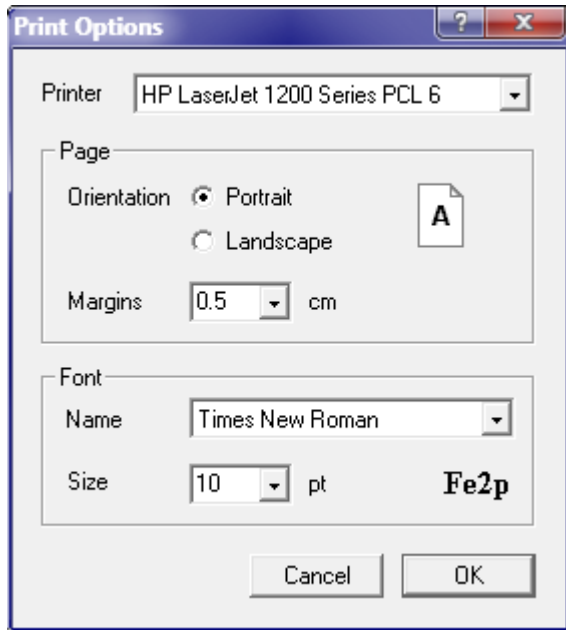 Print Options
?
X
Printer HP LaserJet 1200 Series PCL 6
Page
Orientation Portrait
A
Landscape
Margins 0.5 cm
Font
Name Times New Roman
Size 10 pt Fe2p
Cancel OK